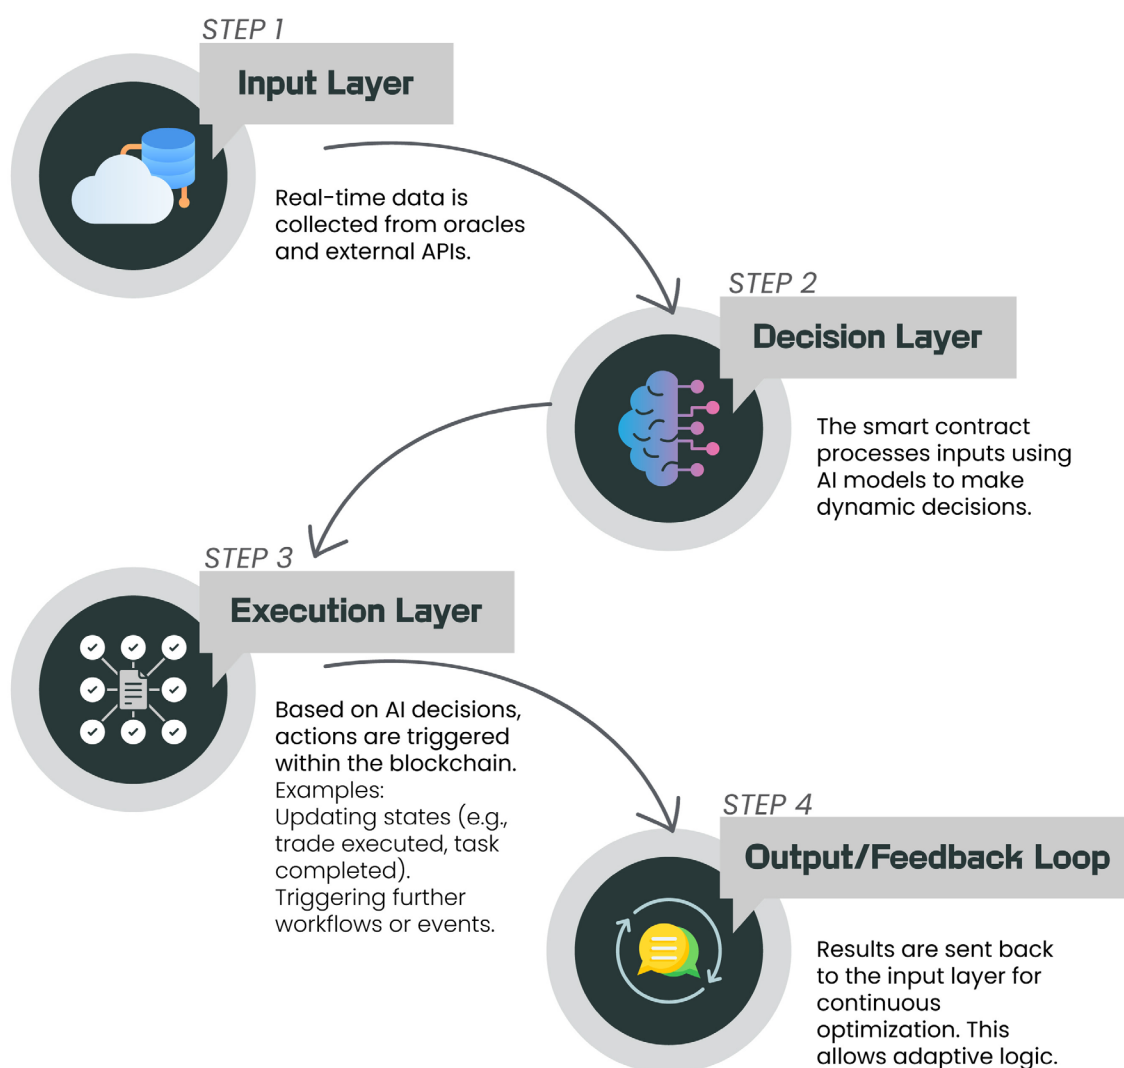 STEP 1
Input Layer
Real-time data is
collected from oracles
and external APIs.
STEP 2
Decision Layer
The smart contract
processes inputs using
AI models to make
dynamic decisions.
STEP 3
Execution Layer
Based on AI decisions,
actions are triggered
within the blockchain.
Examples:
Updating states (e.g.,
trade executed, task
completed).
Triggering further
workflows or events.
STEP 4
Output/Feedback Loop
Results are sent back
to the input layer for
continuous
optimization. This
allows adaptive logic.